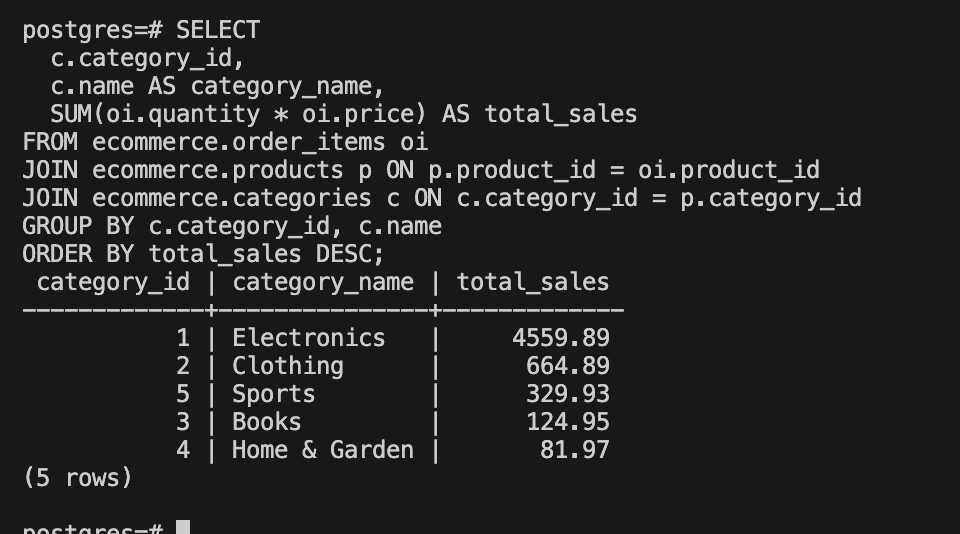 postgres=# SELECT
  c.category_id,
  c.name AS category_name,
  SUM(oi.quantity * oi.price) AS total_sales
FROM ecommerce.order_items oi
JOIN ecommerce.products p ON p.product_id = oi.product_id
JOIN ecommerce.categories c ON c.category_id = p.category_id
GROUP BY c.category_id, c.name
ORDER BY total_sales DESC;
 category_id | category_name | total_sales
-------------+---------------+-------------
           1 | Electronics   |     4559.89
           2 | Clothing      |      664.89
           5 | Sports        |      329.93
           3 | Books         |      124.95
           4 | Home & Garden |       81.97
(5 rows)

postgres=#